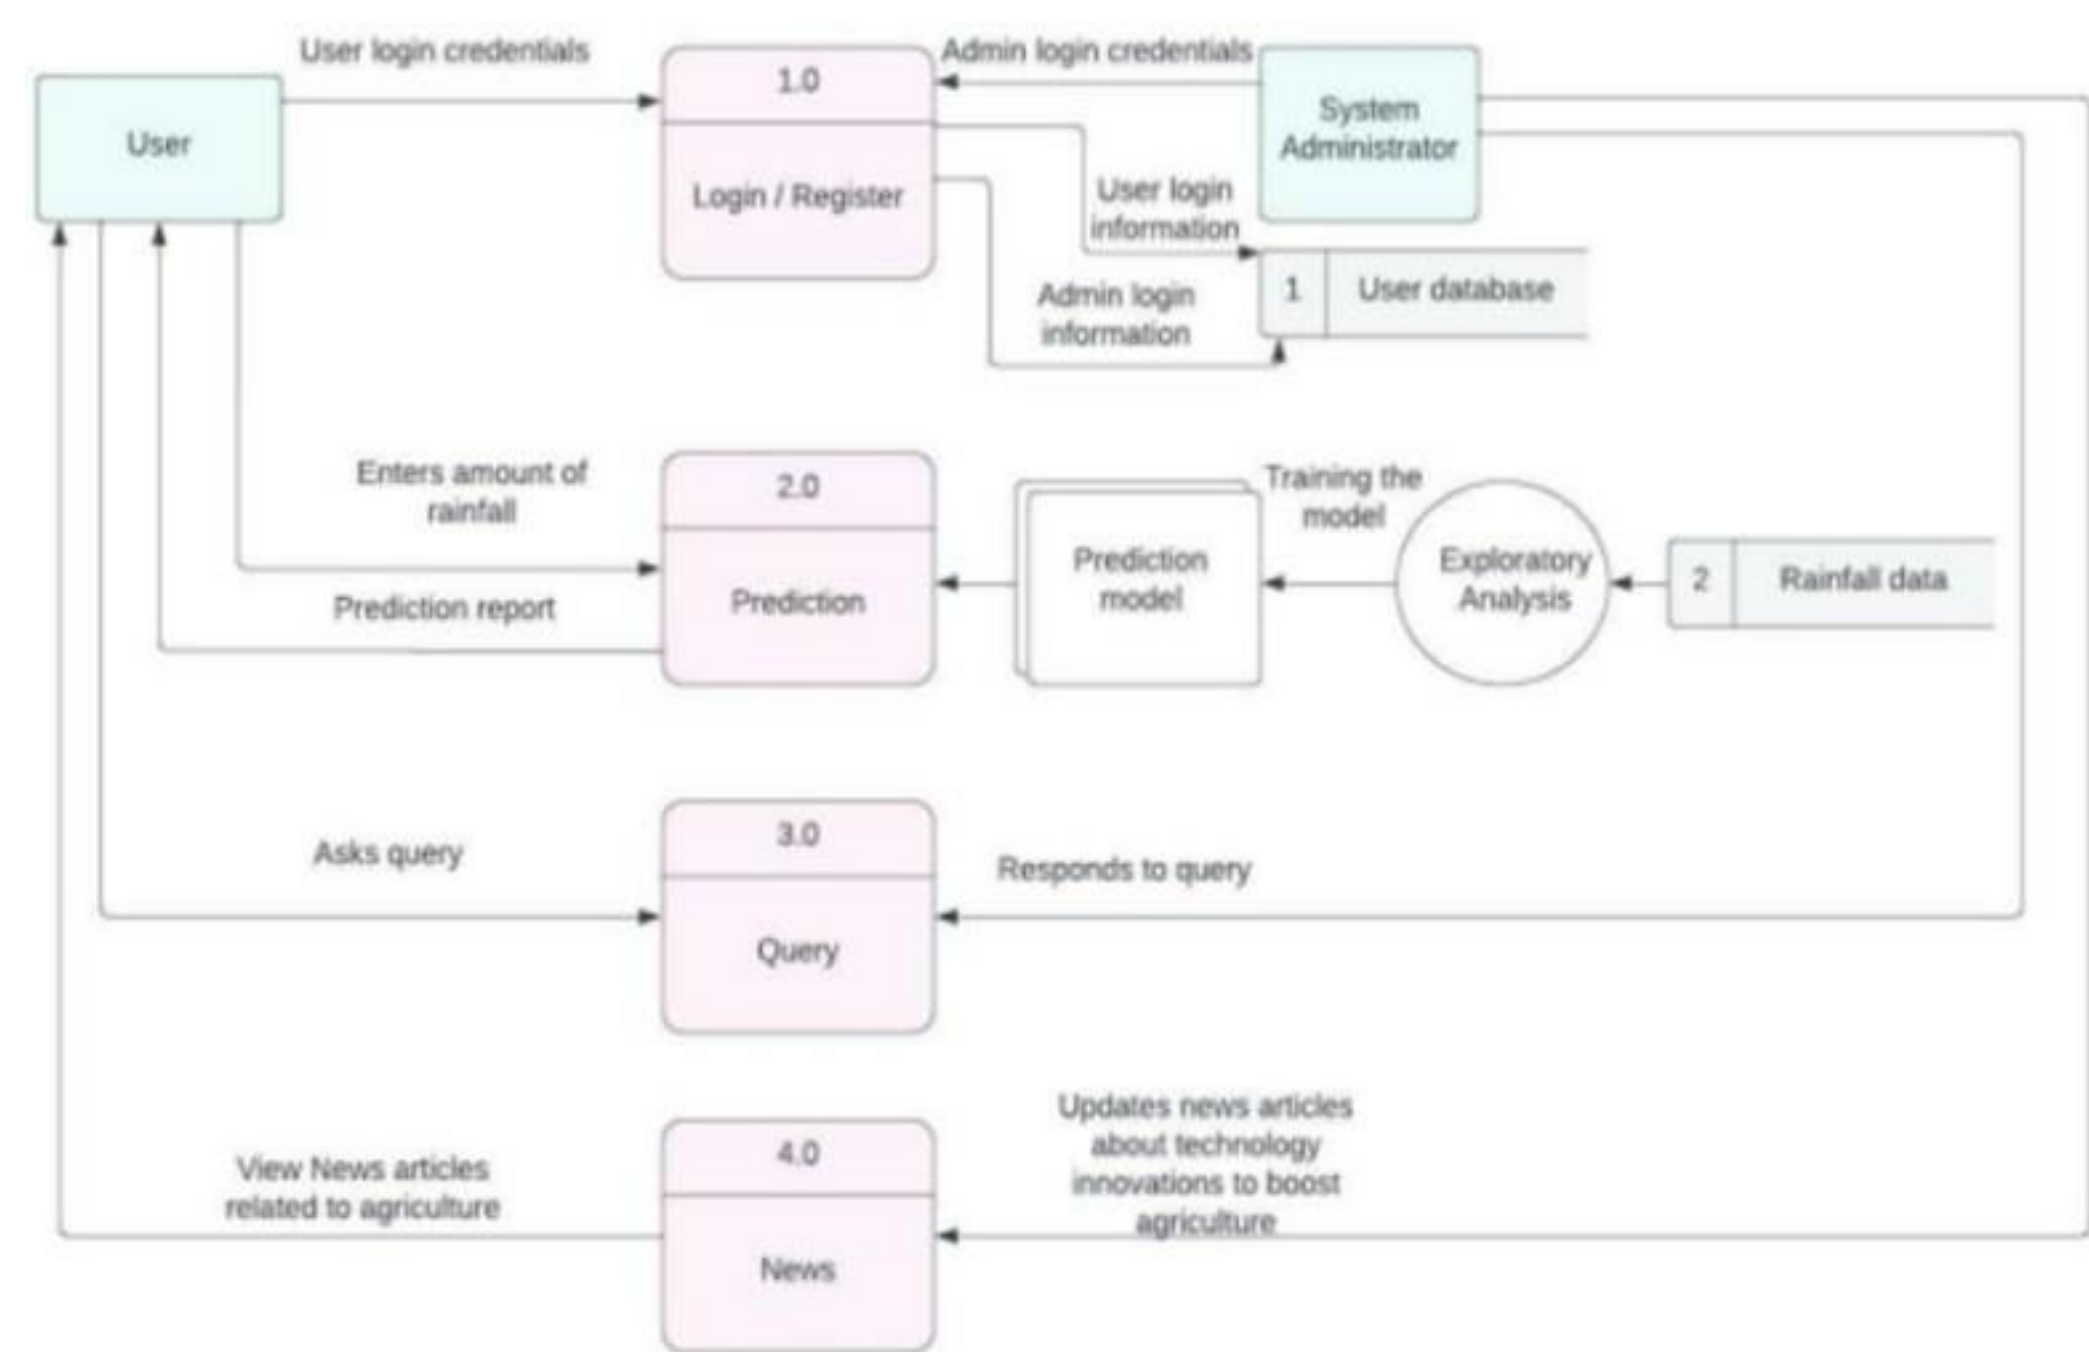 User login credentials
Admin login credentials
1.0
User
System
Administrator
Login / Register
User login
information
1
User database
Admin login
information
Enters amount of
rainfall
2.0
Training the
model
Prediction
model
Exploratory
Analysis
2
Rainfall data
Prediction report
Prediction
3.0
Asks query
Responds to query
Query
Updates news articles
about technology
innovations to boost
agriculture
4.0
View News articles
related to agriculture
News